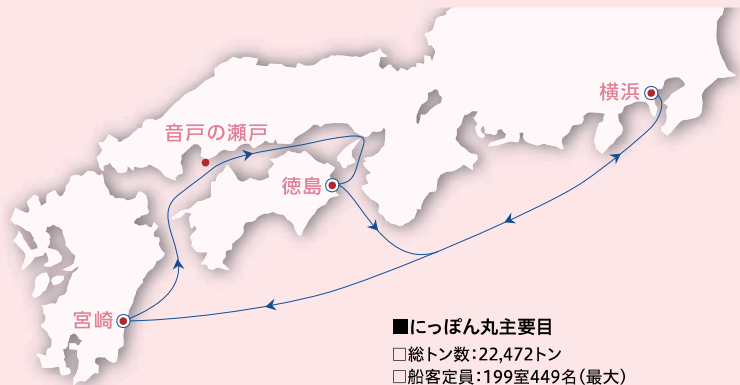 横浜
音戸の瀬戸
徳島
宮崎
■にっぽん丸主要目
□総トン数：22,472トン
□船客定員：199室449名（最大）